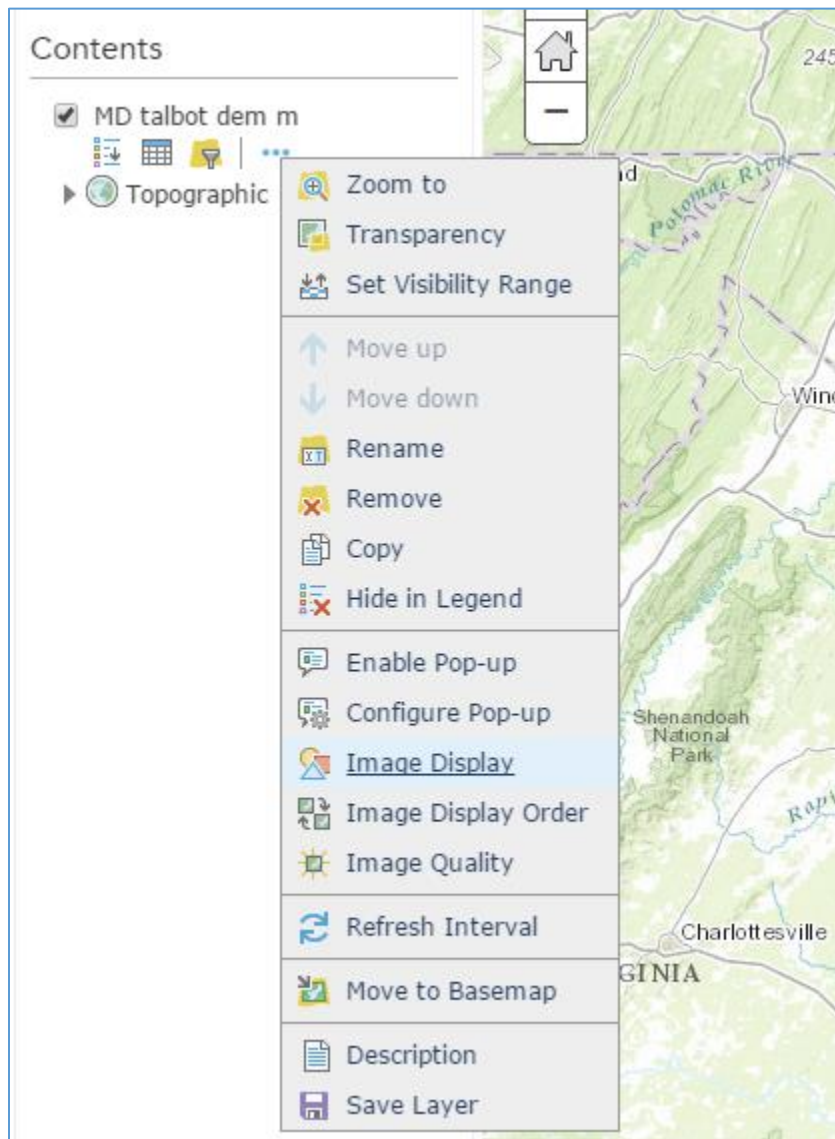 Contents
MD talbot dem m
Topographic
Zoom to
Transparency
Set Visibility Range
Move up
Move down
Rename
Remove
Copy
Hide in Legend
Enable Pop-up
Configure Pop-up
Image Display
Image Display Order
Image Quality
Refresh Interval
Move to Basemap
Description
Save Layer
245
Potomac River
Shenandoah
National
Park
Charlottesville